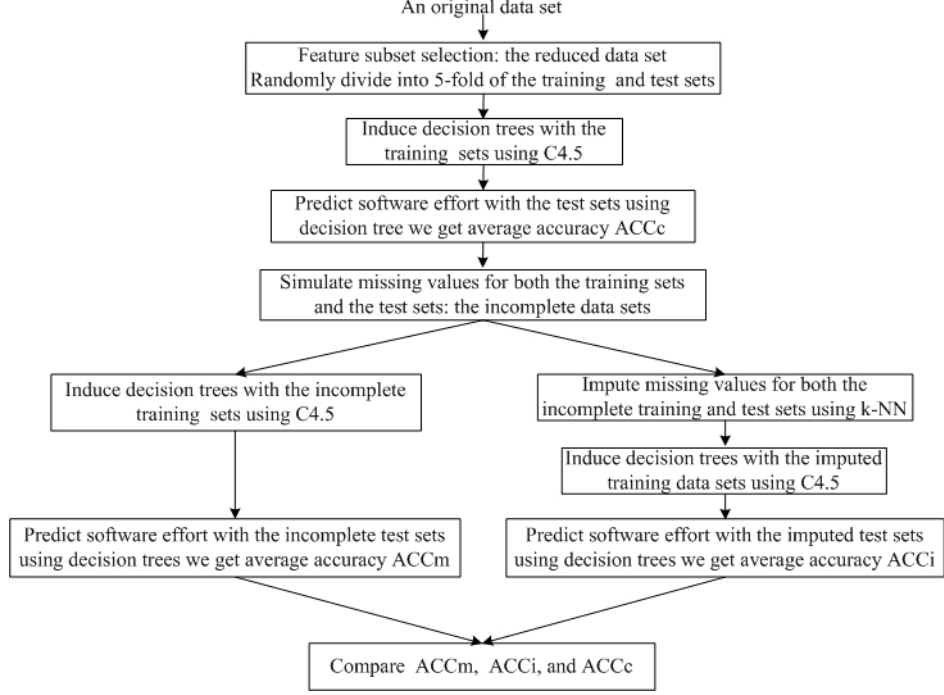 An original data set
Feature subset selection: the reduced data set
Randomly divide into 5-fold of the training and test sets
Induce decision trees with the
training sets using C4.5
Predict software effort with the test sets using
decision tree we get average accuracy ACCc
Simulate missing values for both the training sets
and the test sets: the incomplete data sets
Induce decision trees with the incomplete
training sets using C4.5
Impute missing values for both the
incomplete training and test sets using k-NN
Induce decision trees with the imputed
training data sets using C4.5
Predict software effort with the incomplete test sets
using decision trees we get average accuracy ACCm
Predict software effort with the imputed test sets
using decision trees we get average accuracy ACCi
Compare ACCm, ACCi, and ACCc